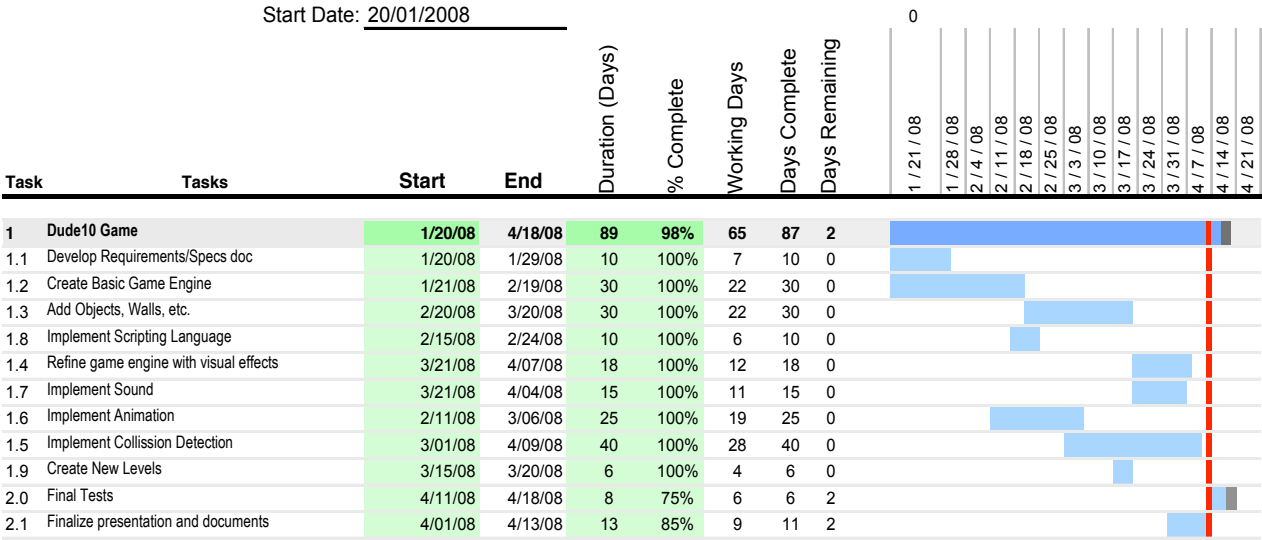 Start Date: 20/01/2008 0
Task Tasks Start End Duration (Days) % Complete Working Days Days Complete Days Remaining 1 / 21 / 08 1 / 28 / 08 2 / 4 / 08 2 / 11 / 08 2 / 18 / 08 2 / 25 / 08 3 / 3 / 08 3 / 10 / 08 3 / 17 / 08 3 / 24 / 08 3 / 31 / 08 4 / 7 / 08 4 / 14 / 08 4 / 21 / 08
1 Dude10 Game 1/20/08 4/18/08 89 98% 65 87 2
1.1 Develop Requirements/Specs doc 1/20/08 1/29/08 10 100% 7 10 0
1.2 Create Basic Game Engine 1/21/08 2/19/08 30 100% 22 30 0
1.3 Add Objects, Walls, etc. 2/20/08 3/20/08 30 100% 22 30 0
1.8 Implement Scripting Language 2/15/08 2/24/08 10 100% 6 10 0
1.4 Refine game engine with visual effects 3/21/08 4/07/08 18 100% 12 18 0
1.7 Implement Sound 3/21/08 4/04/08 15 100% 11 15 0
1.6 Implement Animation 2/11/08 3/06/08 25 100% 19 25 0
1.5 Implement Collission Detection 3/01/08 4/09/08 40 100% 28 40 0
1.9 Create New Levels 3/15/08 3/20/08 6 100% 4 6 0
2.0 Final Tests 4/11/08 4/18/08 8 75% 6 6 2
2.1 Finalize presentation and documents 4/01/08 4/13/08 13 85% 9 11 2